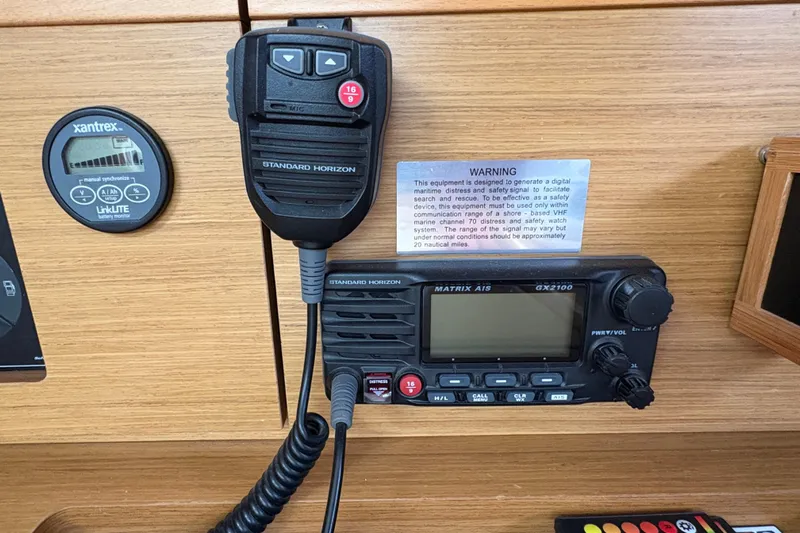 xantrex™
manual synchronize
V
A / Ah
%
LinkLITE
battery monitor
16
9
MIC
STANDARD HORIZON
WARNING
This equipment is designed to generate a digital
maritime distress and safety signal to facilitate
search and rescue. To be effective as a safety
device, this equipment must be used only within
communication range of a shore - based VHF
marine channel 70 distress and safety watch
system. The range of the signal may vary but
under normal conditions should be approximately
20 nautical miles.
STANDARD HORIZON
MATRIX AIS
GX2100
PWR▼/VOL
DISTRESS
PULL OPEN
16
9
H/L
CALL
MENU
CLR
WX